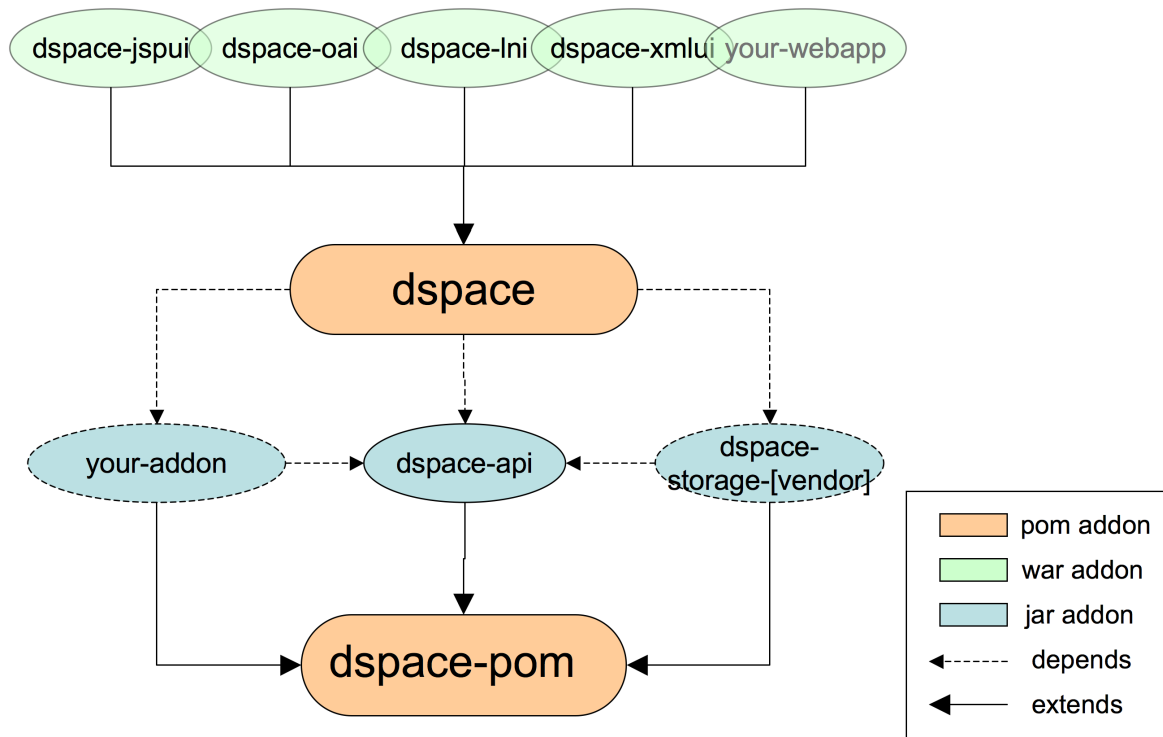 dspace-jspui
dspace-oai
dspace-lni
dspace-xmlui
your-webapp
dspace
your-addon
dspace-api
dspace-
storage-[vendor]
dspace-pom
pom addon
war addon
jar addon
depends
extends